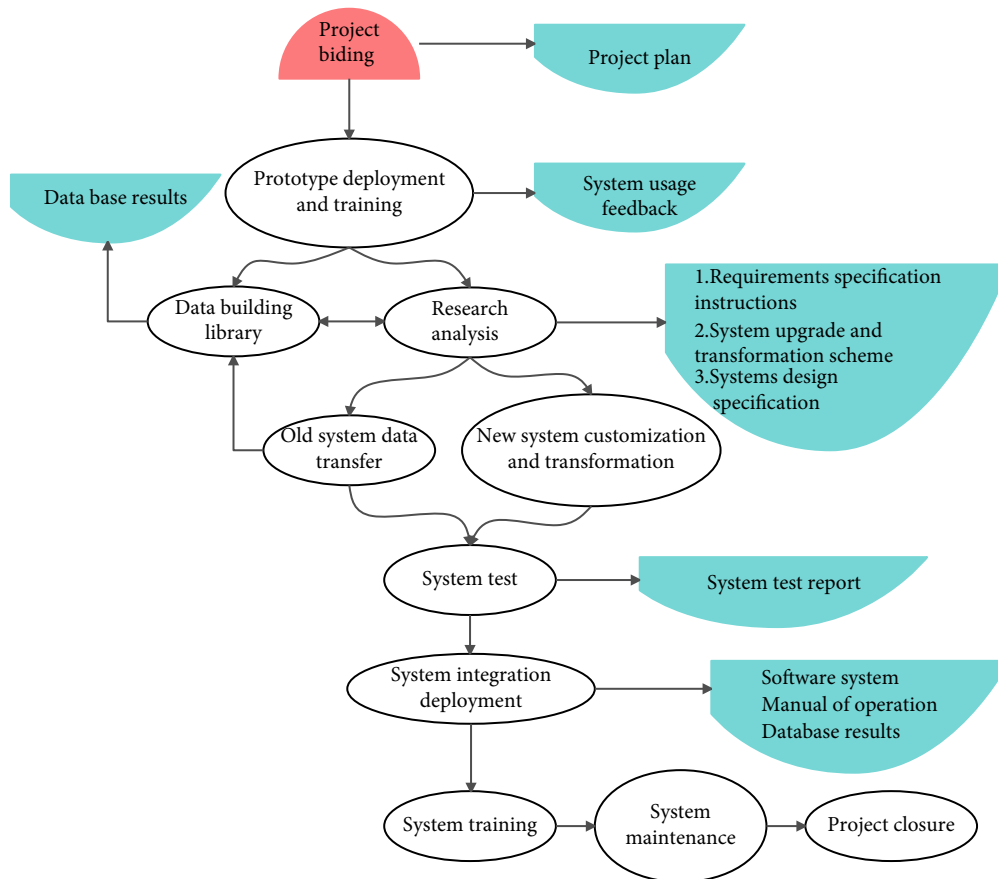 Project
biding
Project plan
Prototype deployment
and training
System usage
feedback
Data base results
Data building
library
Research
analysis
1.Requirements specification
instructions
2.System upgrade and
transformation scheme
3.Systems design
specification
Old system data
transfer
New system customization
and transformation
System test
System test report
System integration
deployment
Software system
Manual of operation
Database results
System training
System
maintenance
Project closure